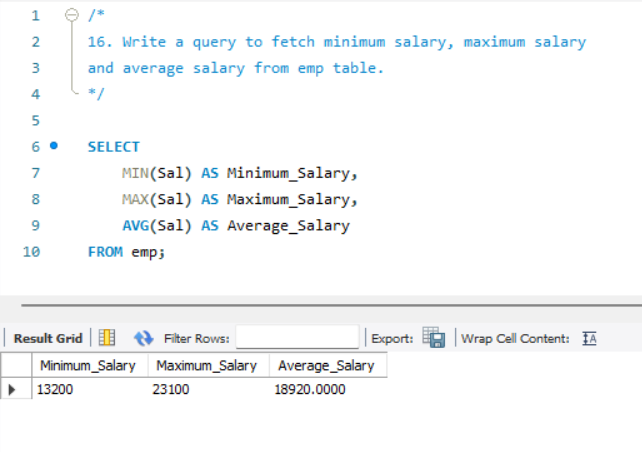 1 /*
2 16. Write a query to fetch minimum salary, maximum salary
3 and average salary from emp table.
4 */
5
6 SELECT
7 MIN(Sal) AS Minimum_Salary,
8 MAX(Sal) AS Maximum_Salary,
9 AVG(Sal) AS Average_Salary
10 FROM emp;
Result Grid Filter Rows: Export: Wrap Cell Content: IA
Minimum_Salary Maximum_Salary Average_Salary
13200 23100 18920.0000